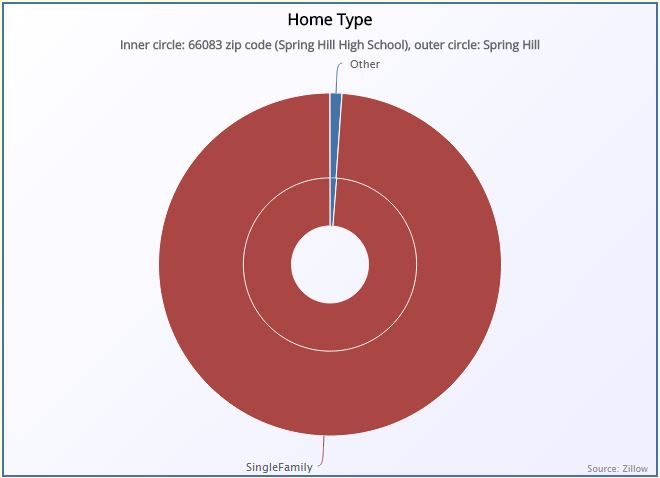 Home Type
Inner circle: 66083 zip code (Spring Hill High School), outer circle: Spring Hill
Other
SingleFamily
Source: Zillow